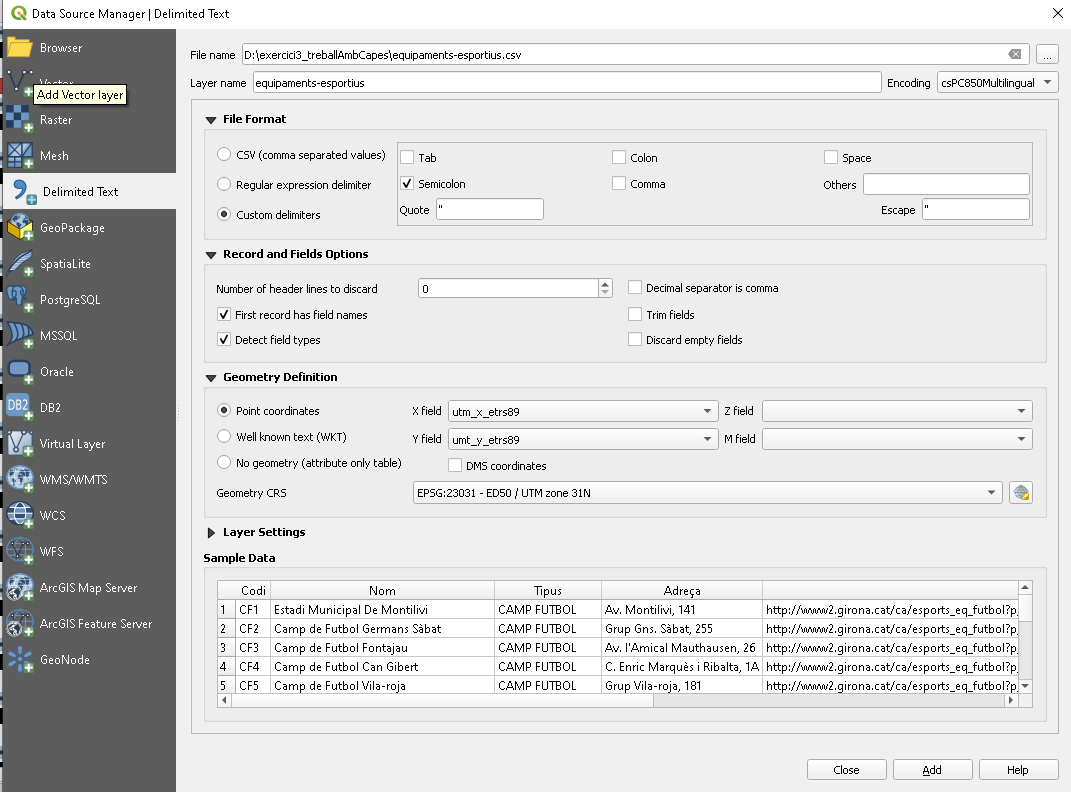 Data Source Manager | Delimited Text
Browser
Vector
Add Vector layer
Raster
Mesh
Delimited Text
GeoPackage
SpatiaLite
PostgreSQL
MSSQL
Oracle
DB2 DB2
Virtual Layer
WMS/WMTS
WCS
WFS
ArcGIS Map Server
ArcGIS Feature Server
GeoNode
File name D:\exercici3_treballAmbCapes\equipaments-esportius.csv ...
Layer name equipaments-esportius Encoding csPC850Multilingual
File Format
CSV (comma separated values) Tab Colon Space
Regular expression delimiter Semicolon Comma Others
Custom delimiters Quote " Escape "
Record and Fields Options
Number of header lines to discard 0 Decimal separator is comma
First record has field names Trim fields
Detect field types Discard empty fields
Geometry Definition
Point coordinates X field utm_x_etrs89 Z field
Well known text (WKT) Y field umt_y_etrs89 M field
No geometry (attribute only table) DMS coordinates
Geometry CRS EPSG:23031 - ED50 / UTM zone 31N
Layer Settings
Sample Data
Codi Nom Tipus Adreça
1 CF1 Estadi Municipal De Montilivi CAMP FUTBOL Av. Montilivi, 141 http://www2.girona.cat/ca/esports_eq_futbol?p_
2 CF2 Camp de Futbol Germans Sàbat CAMP FUTBOL Grup Gns. Sàbat, 255 http://www2.girona.cat/ca/esports_eq_futbol?p_
3 CF3 Camp de Futbol Fontajau CAMP FUTBOL Av. l'Amical Mauthausen, 26 http://www2.girona.cat/ca/esports_eq_futbol?p_
4 CF4 Camp de Futbol Can Gibert CAMP FUTBOL C. Enric Marquès i Ribalta, 1A http://www2.girona.cat/ca/esports_eq_futbol?p_
5 CF5 Camp de Futbol Vila-roja CAMP FUTBOL Grup Vila-roja, 181 http://www2.girona.cat/ca/esports_eq_futbol?p_
Close Add Help